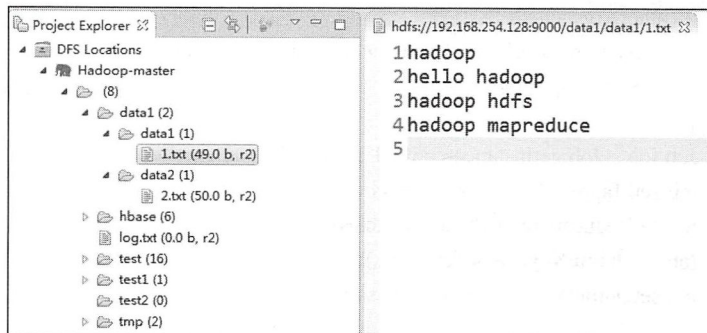 Project Explorer
DFS Locations
Hadoop-master
(8)
data1 (2)
data1 (1)
1.txt (49.0 b, r2)
data2 (1)
2.txt (50.0 b, r2)
hbase (6)
log.txt (0.0 b, r2)
test (16)
test1 (1)
test2 (0)
tmp (2)
hdfs://192.168.254.128:9000/data1/data1/1.txt
1 hadoop
2 hello hadoop
3 hadoop hdfs
4 hadoop mapreduce
5